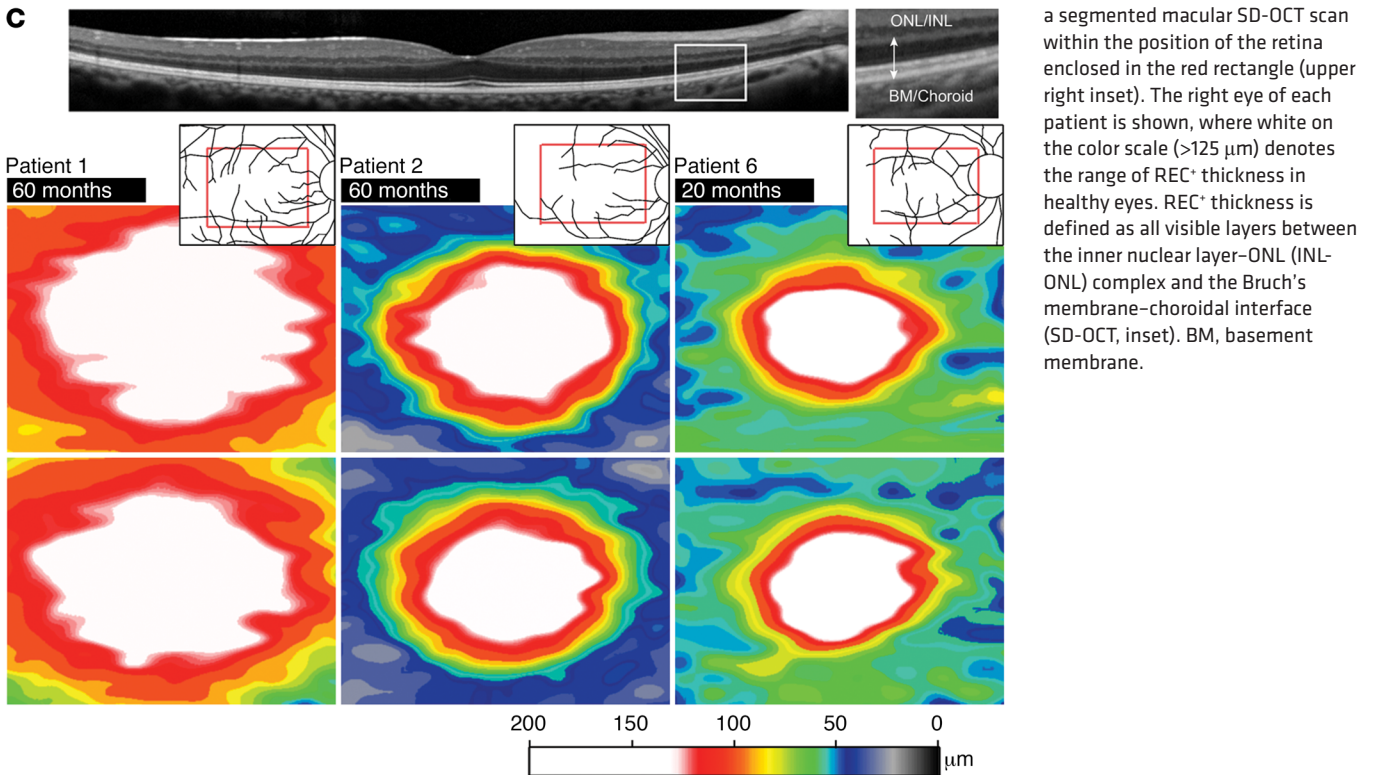 c
ONL/INL
BM/Choroid
a segmented macular SD-OCT scan
within the position of the retina
enclosed in the red rectangle (upper
right inset). The right eye of each
patient is shown, where white on
the color scale (>125 μm) denotes
the range of REC⁺ thickness in
healthy eyes. REC⁺ thickness is
defined as all visible layers between
the inner nuclear layer–ONL (INL-
ONL) complex and the Bruch's
membrane–choroidal interface
(SD-OCT, inset). BM, basement
membrane.
Patient 1
60 months
Patient 2
60 months
Patient 6
20 months
200 150 100 50 0
μm